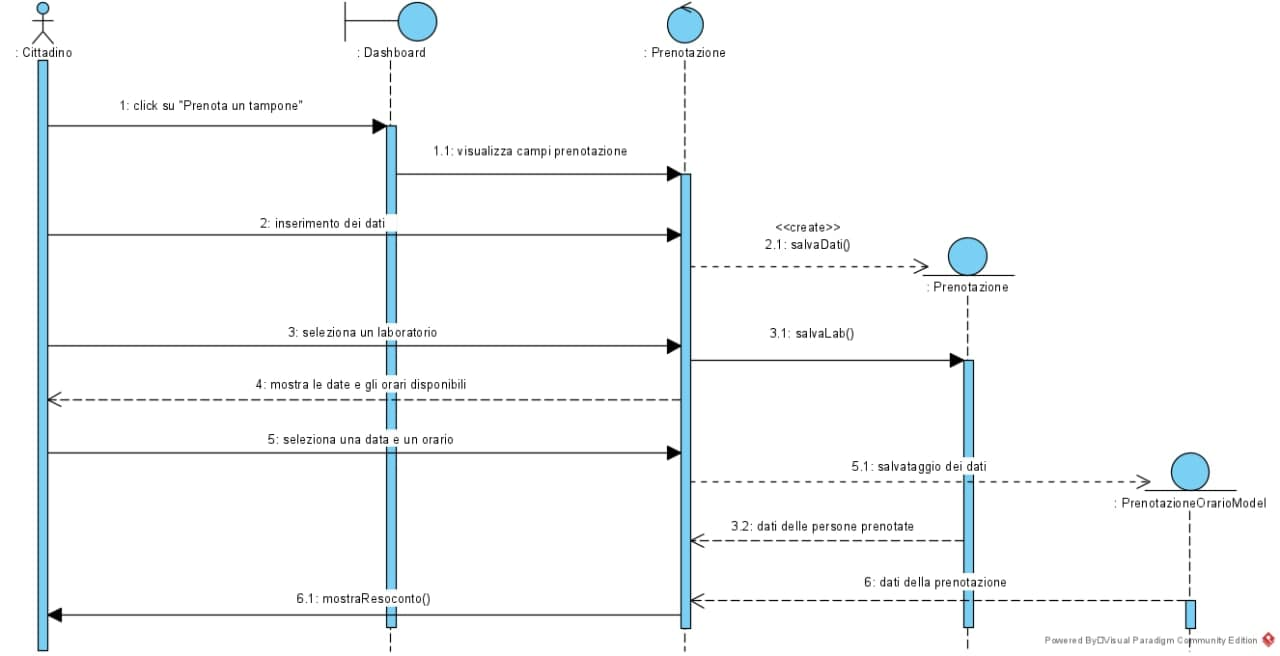 : Cittadino
: Dashboard
: Prenotazione
1: click su "Prenota un tampone"
1.1: visualizza campi prenotazione
2: inserimento dei dati
<<create>>
2.1: salvaDati()
: Prenotazione
3: seleziona un laboratorio
3.1: salvaLab()
4: mostra le date e gli orari disponibili
5: seleziona una data e un orario
5.1: salvataggio dei dati
: PrenotazioneOrarioModel
3.2: dati delle persone prenotate
6: dati della prenotazione
6.1: mostraResoconto()
Powered By Visual Paradigm Community Edition